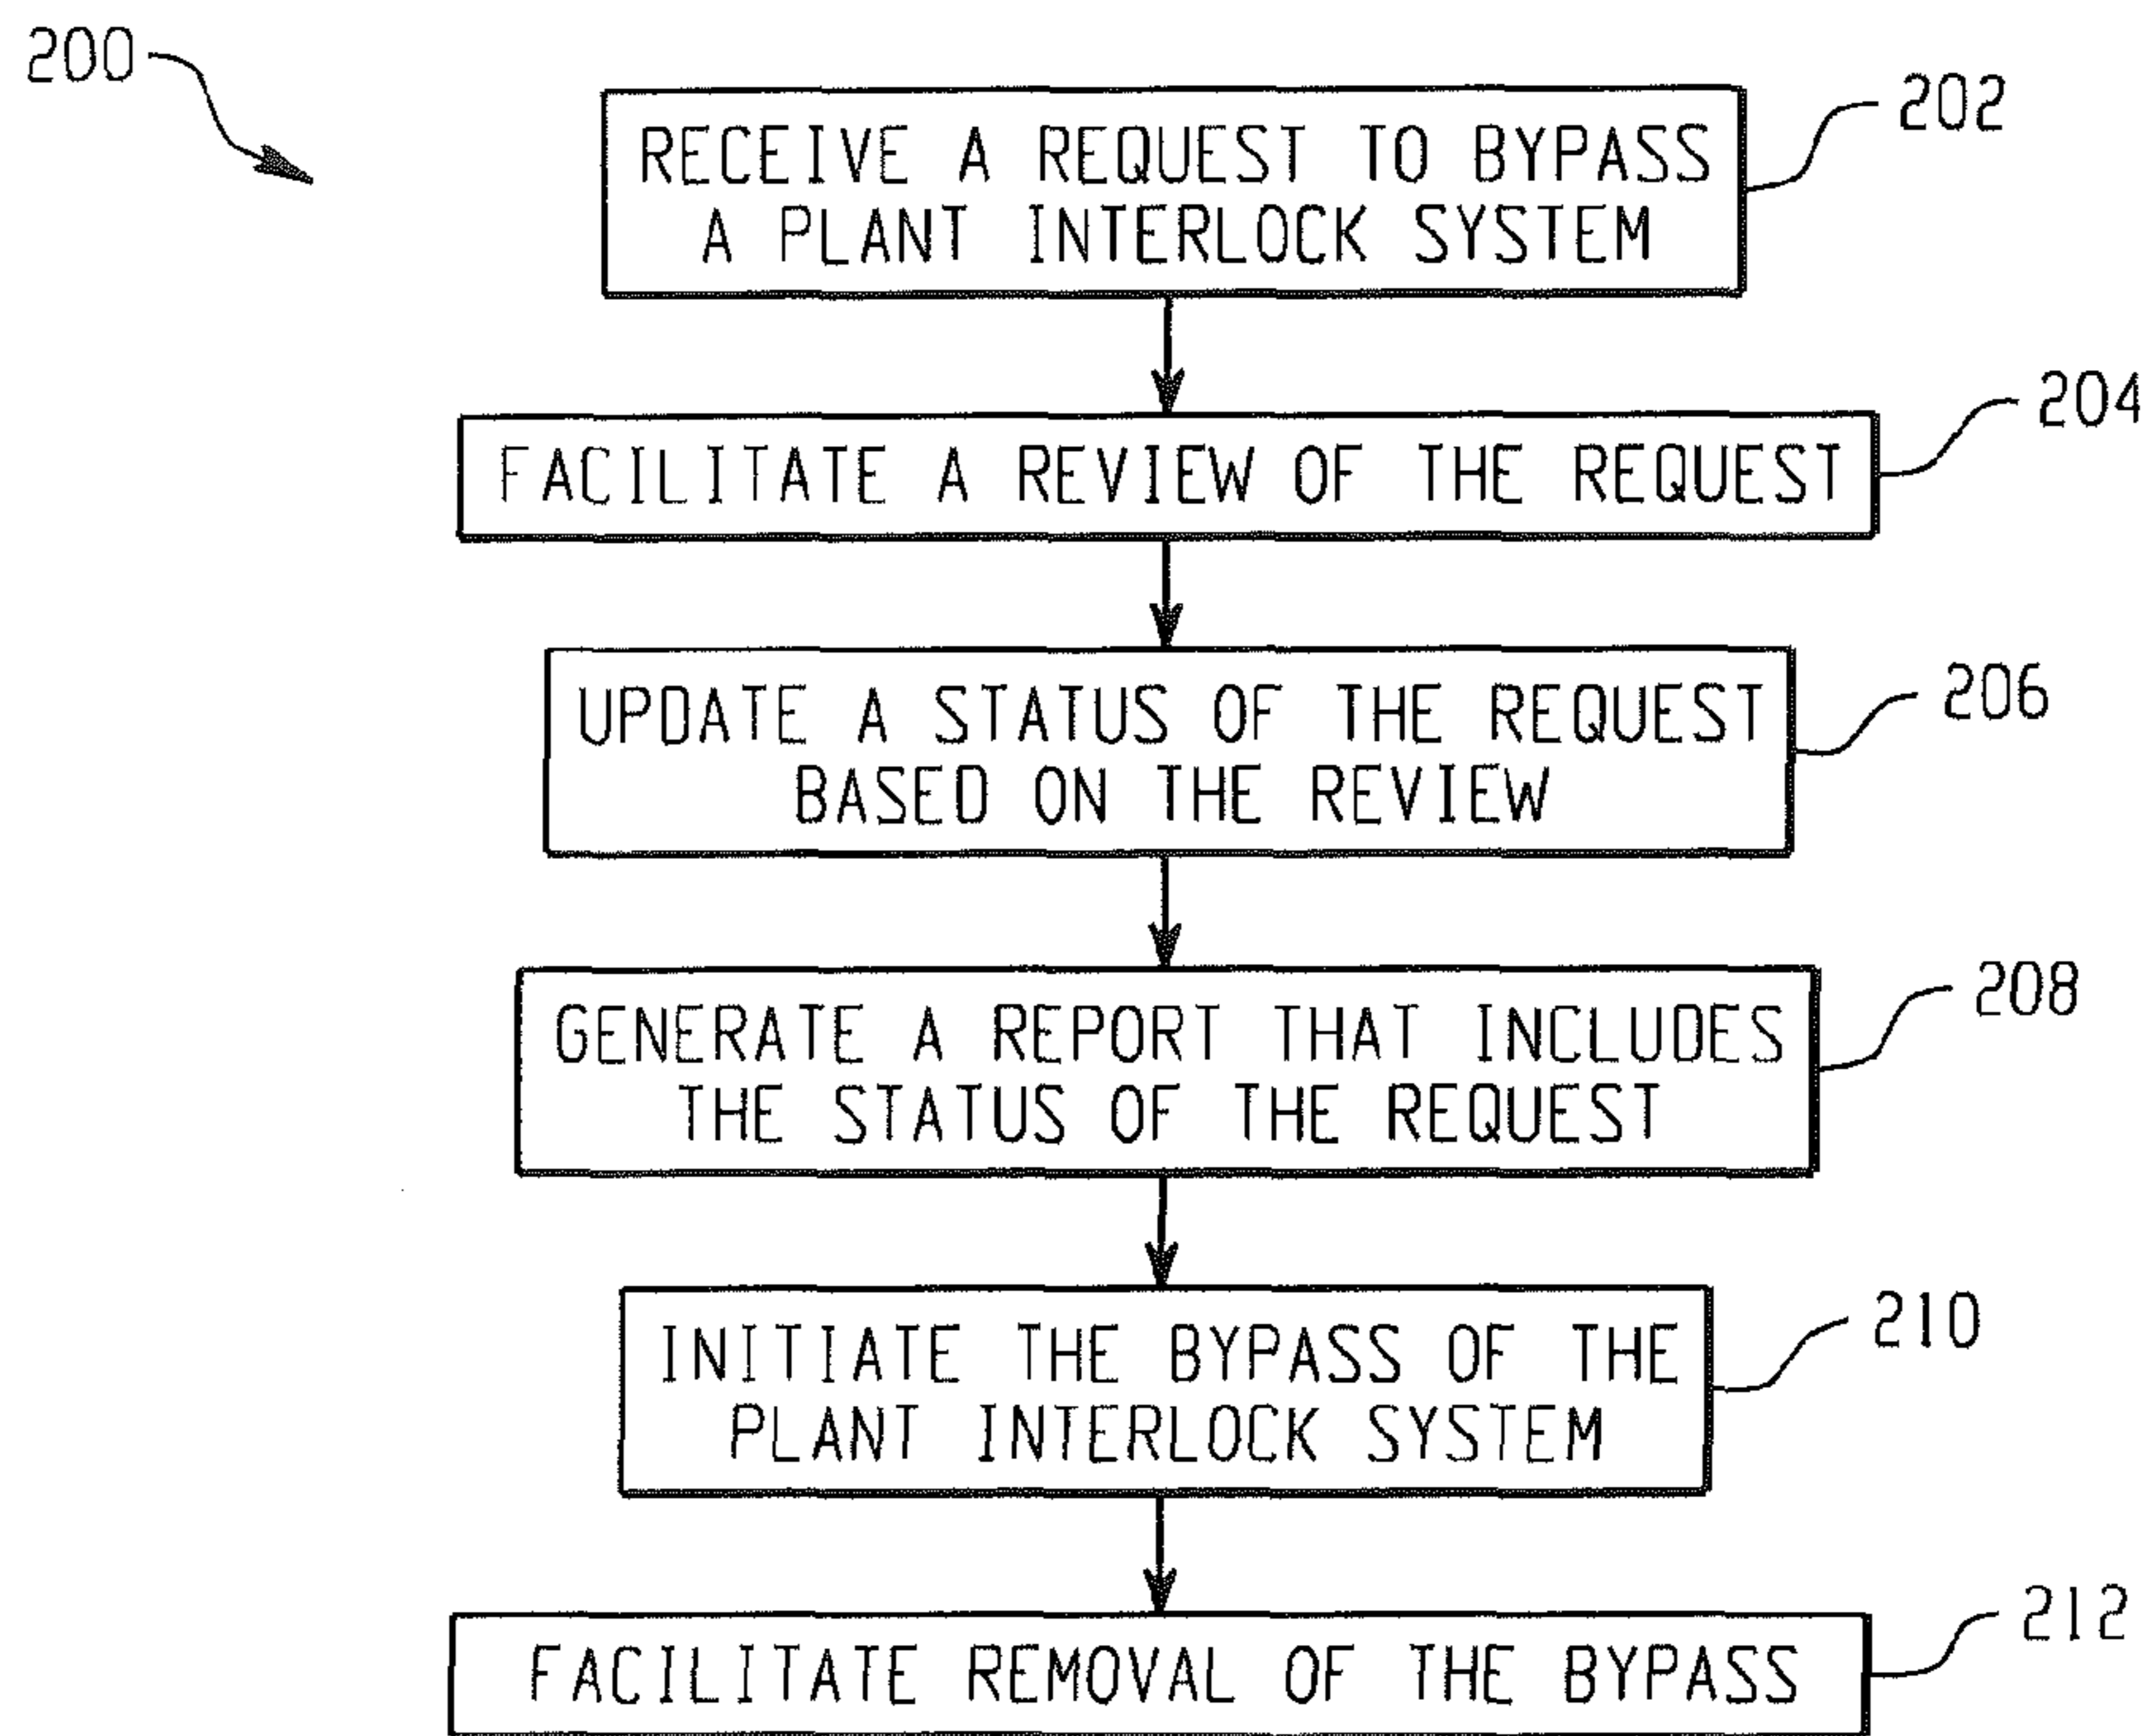 200
RECEIVE A REQUEST TO BYPASS
A PLANT INTERLOCK SYSTEM
202
FACILITATE A REVIEW OF THE REQUEST
204
UPDATE A STATUS OF THE REQUEST
BASED ON THE REVIEW
206
GENERATE A REPORT THAT INCLUDES
THE STATUS OF THE REQUEST
208
INITIATE THE BYPASS OF THE
PLANT INTERLOCK SYSTEM
210
FACILITATE REMOVAL OF THE BYPASS
212